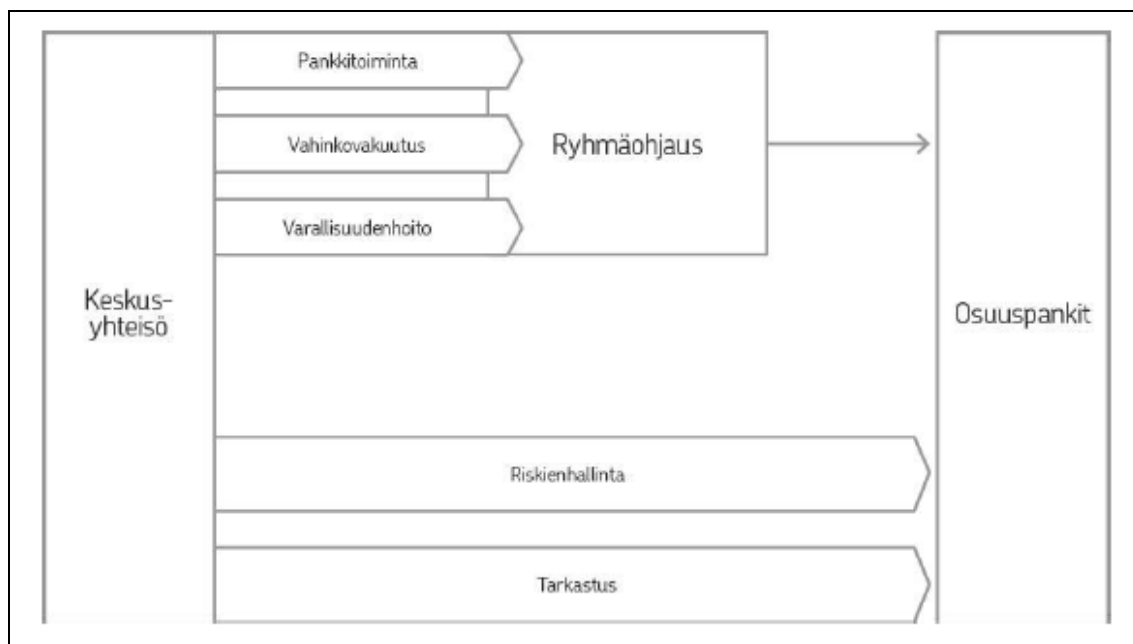 Pankkitoiminta
Vahinkovakuutus
Ryhmäohjaus
Varallisuudenhoito
Keskus-
yhteisö
Osuuspankit
Riskienhallinta
Tarkastus